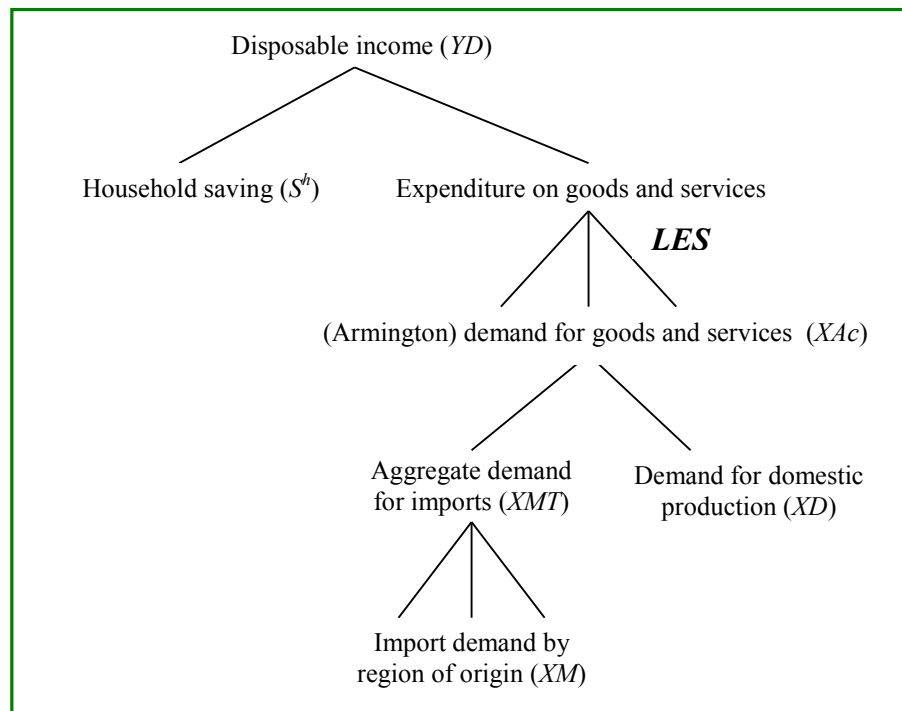 Disposable income (YD)
Household saving (S^h)
Expenditure on goods and services
LES
(Armington) demand for goods and services (XAc)
Aggregate demand
for imports (XMT)
Demand for domestic
production (XD)
Import demand by
region of origin (XM)